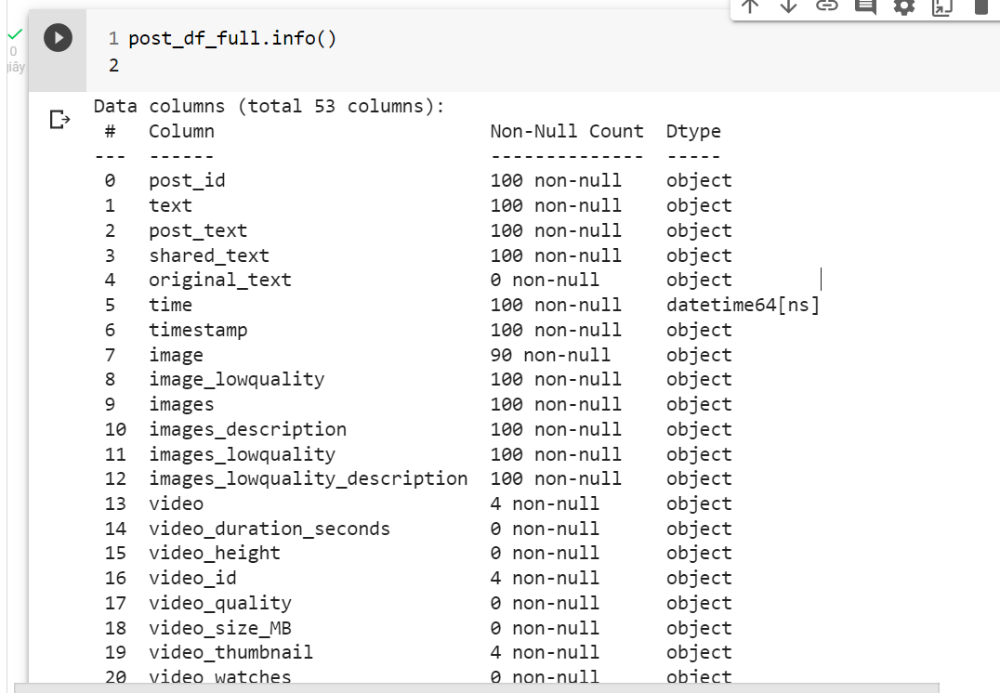 1 post_df_full.info()
2
0
giây
Data columns (total 53 columns):
# Column Non-Null Count Dtype
--- ------ -------------- -----
0 post_id 100 non-null object
1 text 100 non-null object
2 post_text 100 non-null object
3 shared_text 100 non-null object
4 original_text 0 non-null object
5 time 100 non-null datetime64[ns]
6 timestamp 100 non-null object
7 image 90 non-null object
8 image_lowquality 100 non-null object
9 images 100 non-null object
10 images_description 100 non-null object
11 images_lowquality 100 non-null object
12 images_lowquality_description 100 non-null object
13 video 4 non-null object
14 video_duration_seconds 0 non-null object
15 video_height 0 non-null object
16 video_id 4 non-null object
17 video_quality 0 non-null object
18 video_size_MB 0 non-null object
19 video_thumbnail 4 non-null object
20 video_watches 0 non-null object